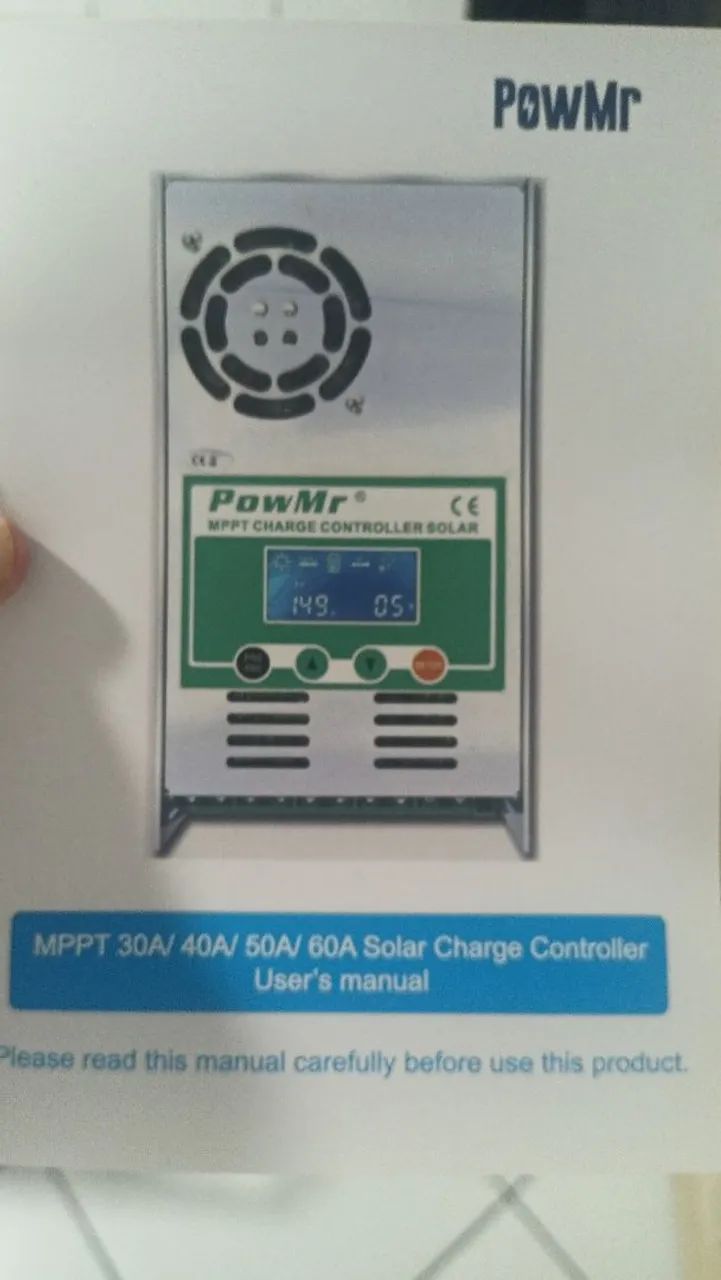 PowMr
PowMr ®
CE
MPPT CHARGE CONTROLLER SOLAR
149 05
MPPT 30A/ 40A/ 50A/ 60A Solar Charge Controller
User's manual
Please read this manual carefully before use this product.